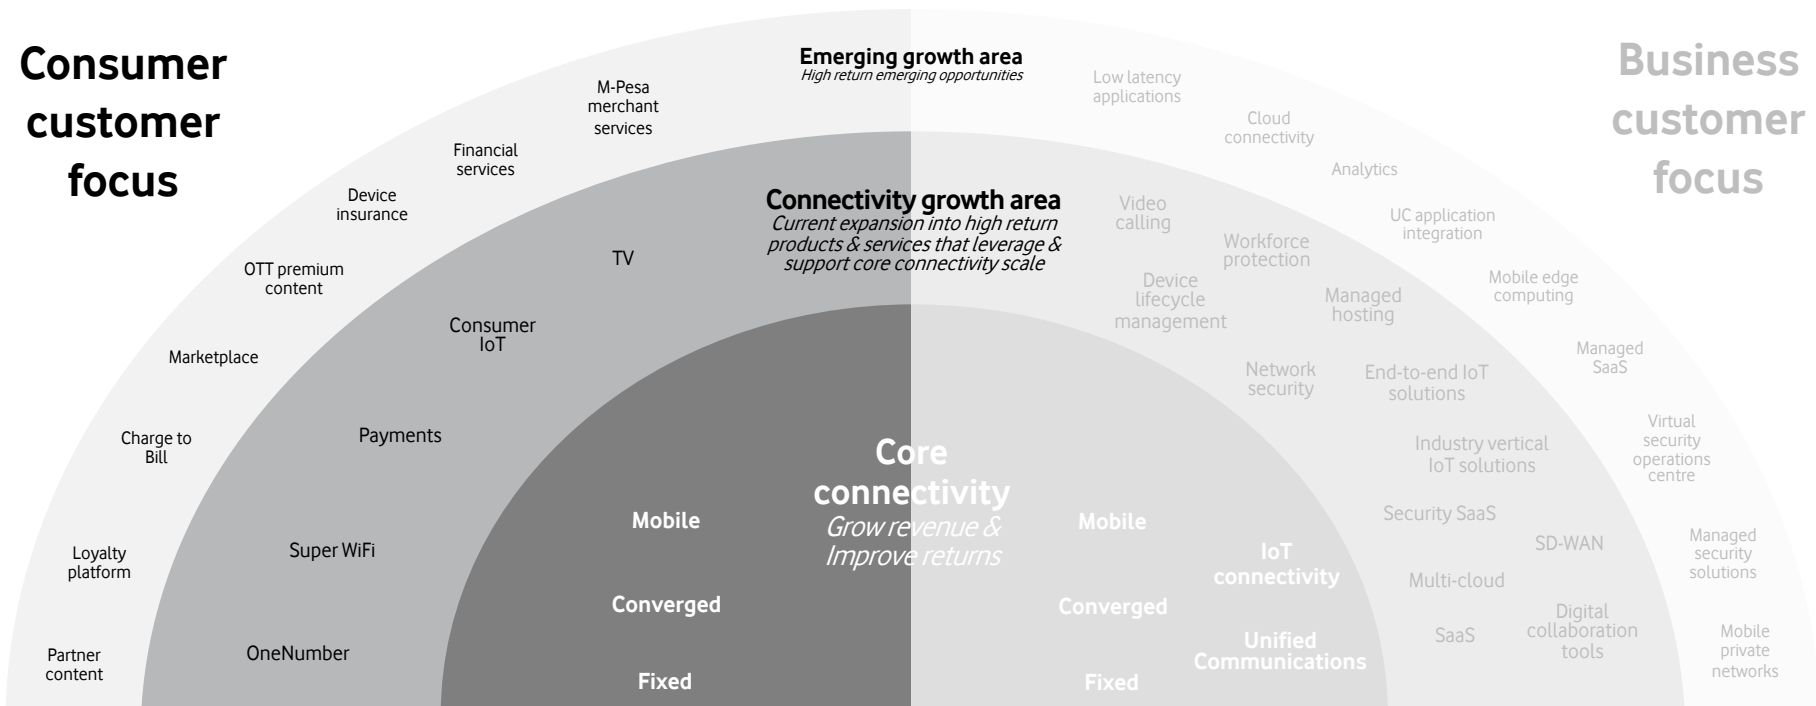 Consumer
customer
focus
Business
customer
focus
Emerging growth area
High return emerging opportunities
M-Pesa
merchant
services
Financial
services
Device
insurance
OTT premium
content
Marketplace
Charge to
Bill
Loyalty
platform
Partner
content
Low latency
applications
Cloud
connectivity
Analytics
UC application
integration
Mobile edge
computing
Managed
SaaS
Virtual
security
operations
centre
Managed
security
solutions
Mobile
private
networks
Connectivity growth area
Current expansion into high return
products & services that leverage &
support core connectivity scale
TV
Consumer
IoT
Payments
Super WiFi
OneNumber
Video
calling
Workforce
protection
Device
lifecycle
management
Managed
hosting
Network
security
End-to-end IoT
solutions
Industry vertical
IoT solutions
Security SaaS
SD-WAN
Multi-cloud
SaaS
Digital
collaboration
tools
Core
connectivity
Grow revenue &
Improve returns
Mobile
Converged
Fixed
Mobile
IoT
connectivity
Converged
Unified
Communications
Fixed